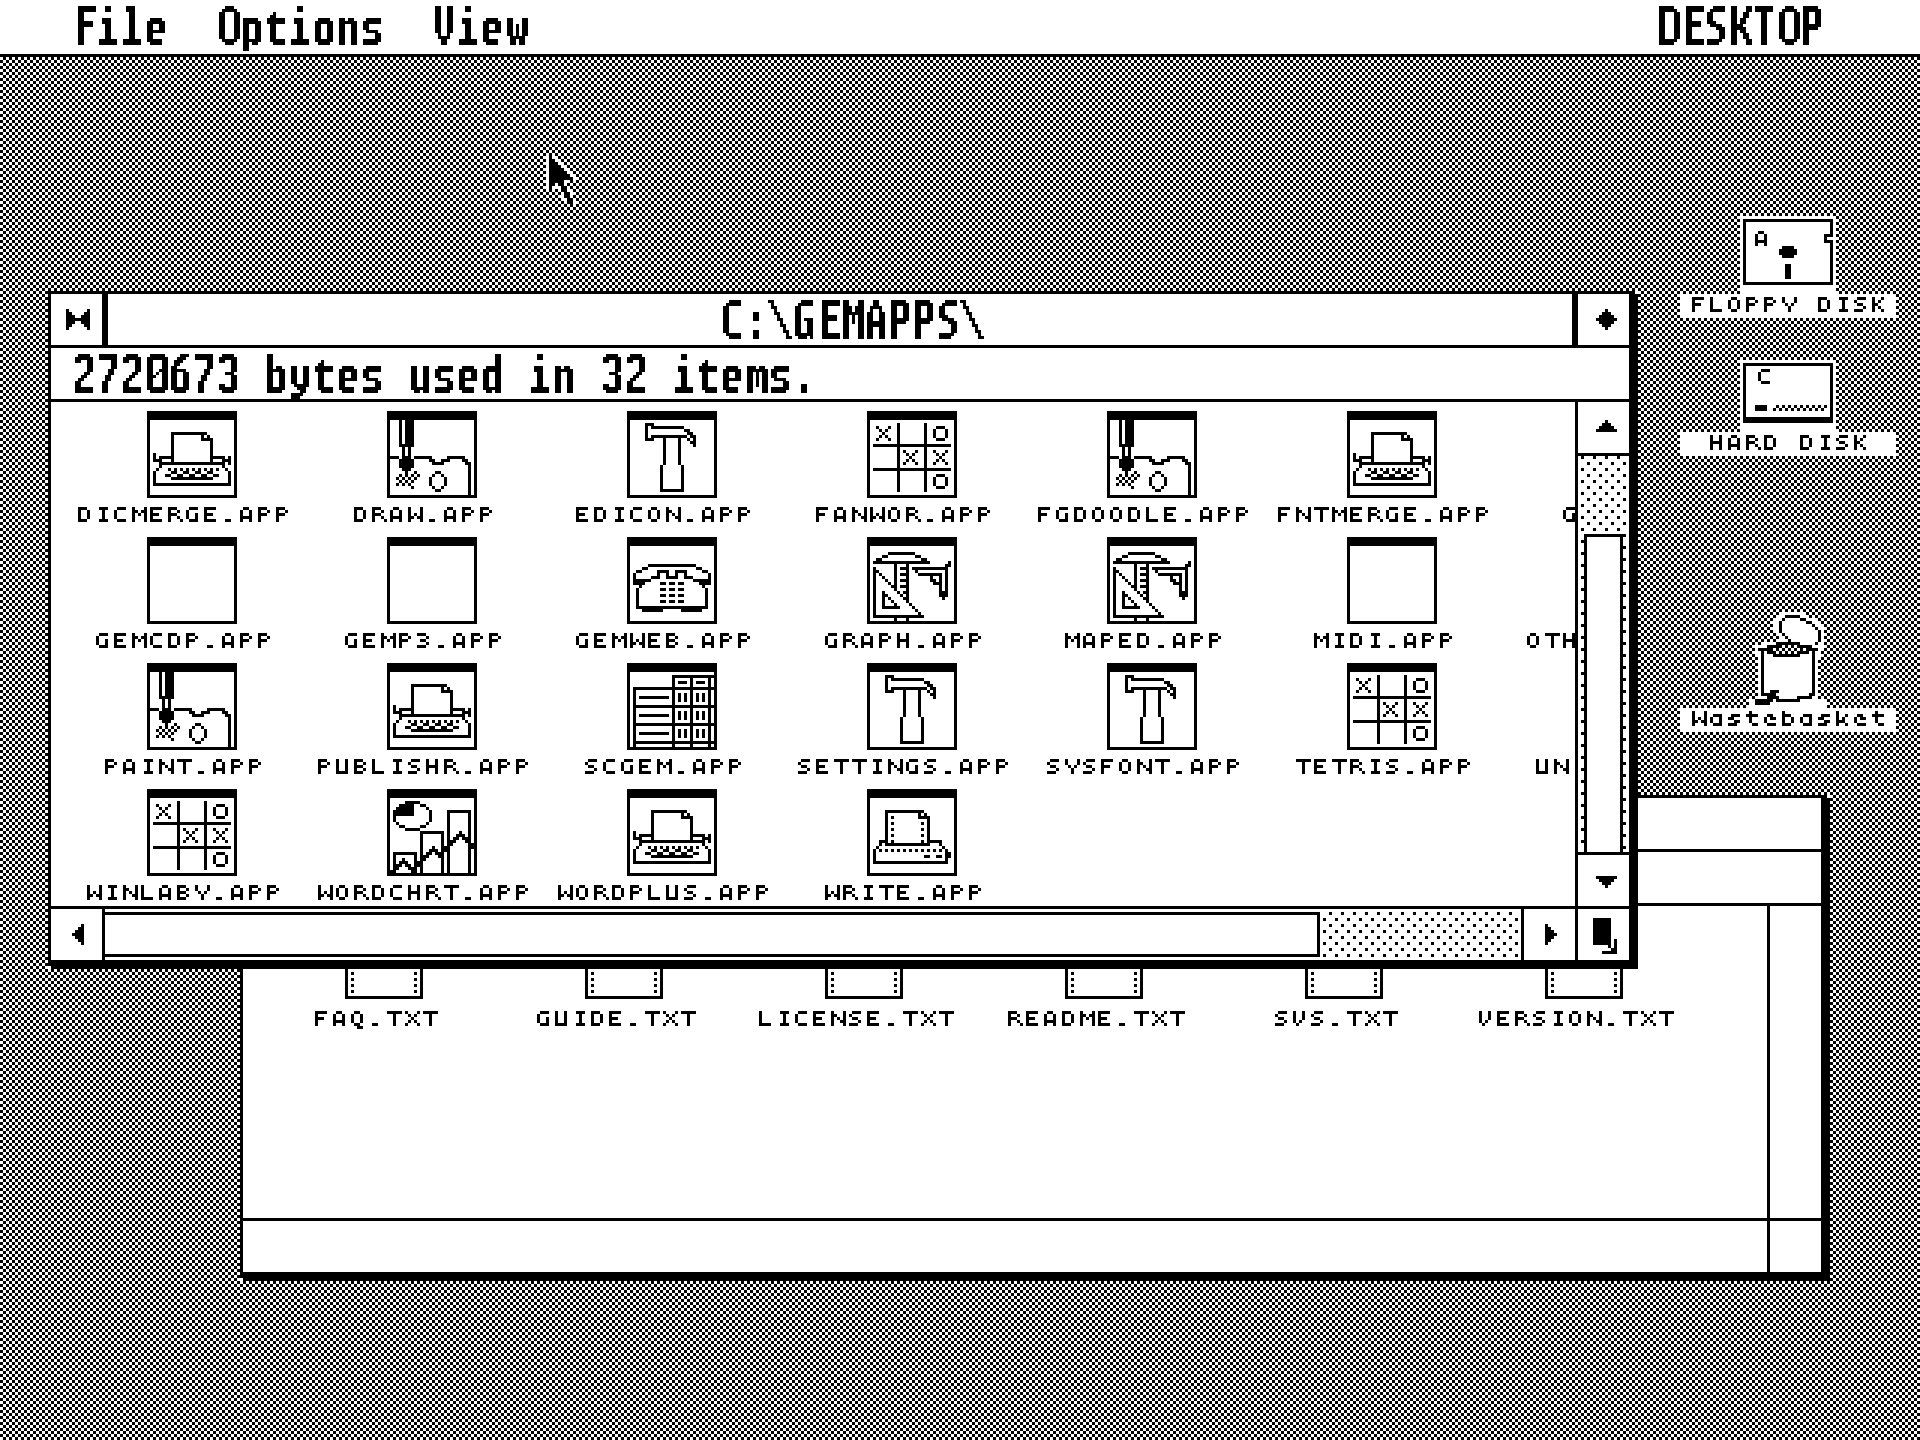 File Options View DESKTOP
A
FLOPPY DISK
C:\GEMAPPS\
2720673 bytes used in 32 items.
C
HARD DISK
DICMERGE.APP DRAW.APP EDICON.APP FANWOR.APP FGDOODLE.APP FNTMERGE.APP G
GEMCDP.APP GEMP3.APP GEMWEB.APP GRAPH.APP MAPED.APP MIDI.APP OTH
Wastebasket
PAINT.APP PUBLISHR.APP SCGEM.APP SETTINGS.APP SYSFONT.APP TETRIS.APP UN
WINLABY.APP WORDCHRT.APP WORDPLUS.APP WRITE.APP
FAQ.TXT GUIDE.TXT LICENSE.TXT README.TXT SVS.TXT VERSION.TXT